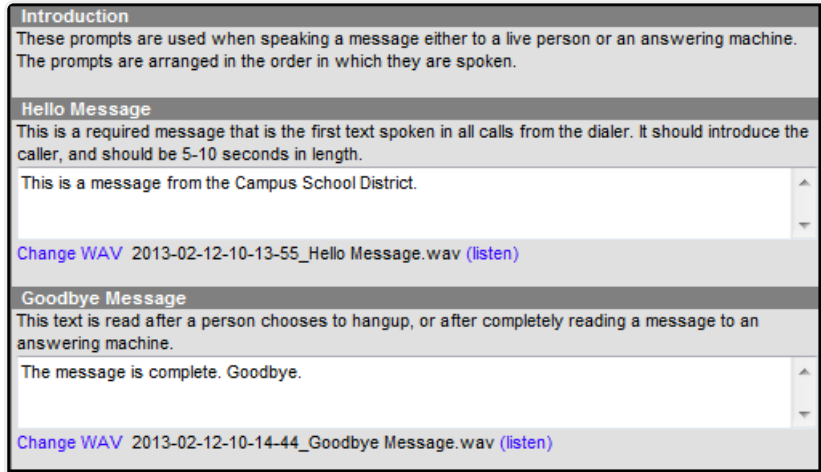 Introduction
These prompts are used when speaking a message either to a live person or an answering machine.
The prompts are arranged in the order in which they are spoken.
Hello Message
This is a required message that is the first text spoken in all calls from the dialer. It should introduce the
caller, and should be 5-10 seconds in length.
This is a message from the Campus School District.
Change WAV 2013-02-12-10-13-55_Hello Message.wav (listen)
Goodbye Message
This text is read after a person chooses to hangup, or after completely reading a message to an
answering machine.
The message is complete. Goodbye.
Change WAV 2013-02-12-10-14-44_Goodbye Message.wav (listen)